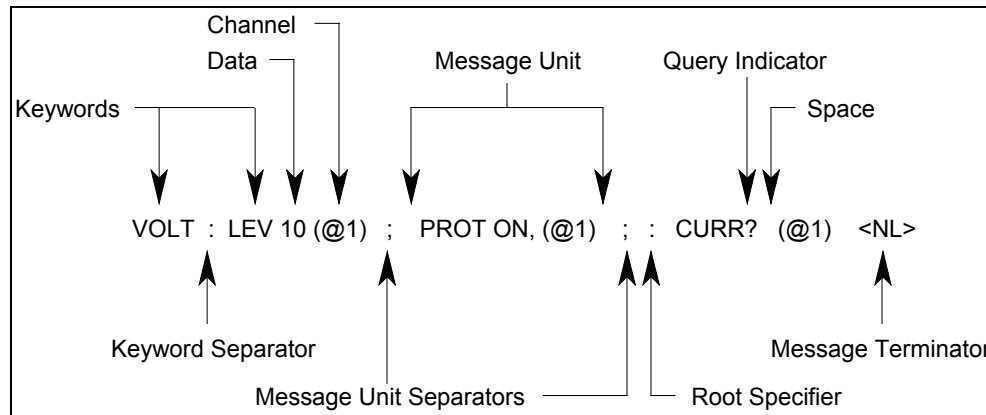 Channel
Data
Message Unit
Query Indicator
Keywords
Space
VOLT : LEV 10 (@1) ; PROT ON, (@1) ; : CURR? (@1) <NL>
Keyword Separator
Message Terminator
Message Unit Separators
Root Specifier